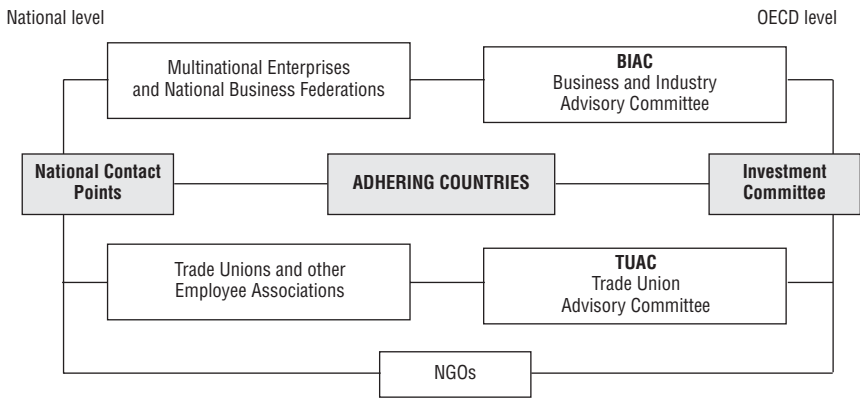 National level
OECD level
Multinational Enterprises
and National Business Federations
BIAC
Business and Industry
Advisory Committee
National Contact
Points
ADHERING COUNTRIES
Investment
Committee
Trade Unions and other
Employee Associations
TUAC
Trade Union
Advisory Committee
NGOs